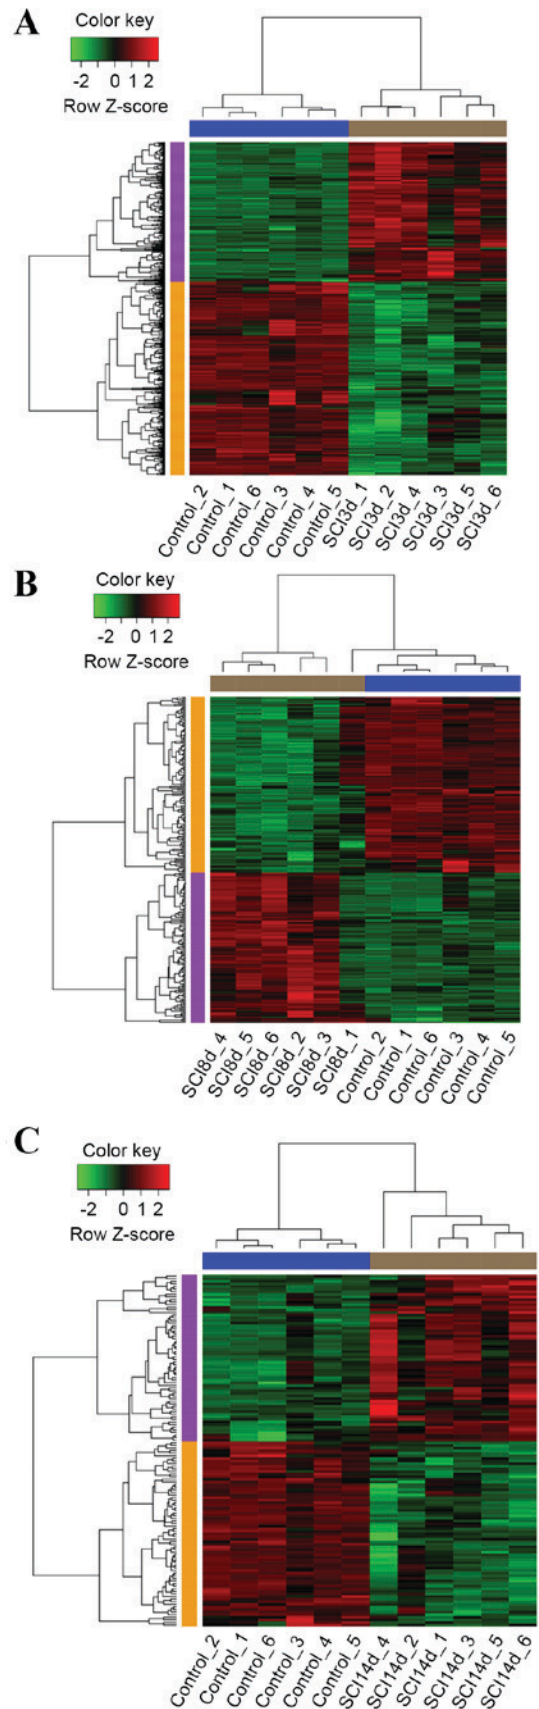 A
Color key
-2 0 1 2
Row Z-score
Control_2
Control_1
Control_6
Control_3
Control_4
Control_5
SCI3d_1
SCI3d_2
SCI3d_4
SCI3d_3
SCI3d_5
SCI3d_6
B
Color key
-2 0 1 2
Row Z-score
SCI8d_4
SCI8d_5
SCI8d_6
SCI8d_2
SCI8d_3
SCI8d_1
Control_2
Control_1
Control_6
Control_3
Control_4
Control_5
C
Color key
-2 0 1 2
Row Z-score
Control_2
Control_1
Control_6
Control_3
Control_4
Control_5
SCI14d_4
SCI14d_2
SCI14d_1
SCI14d_3
SCI14d_5
SCI14d_6